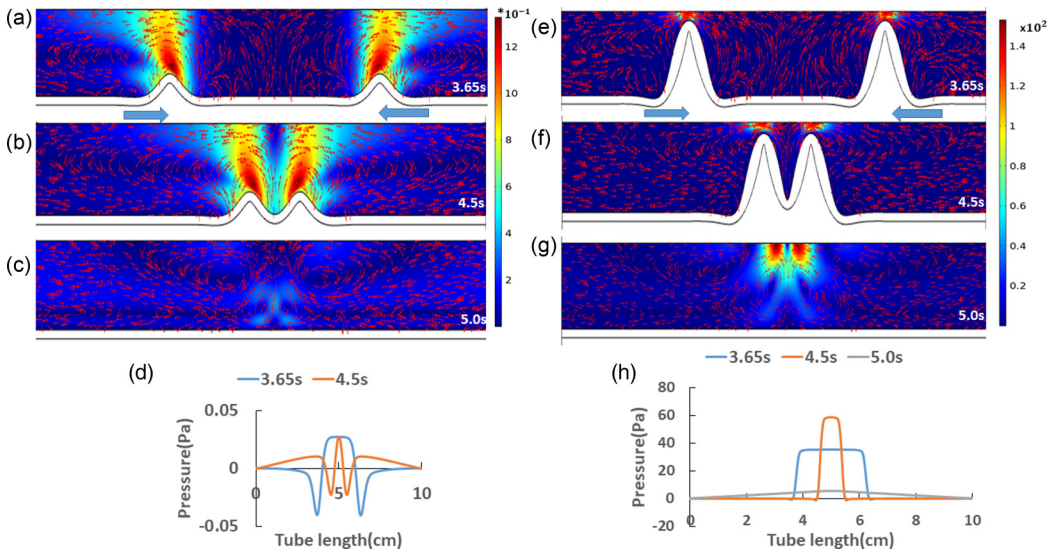 (a)
*10⁻¹
12
10
8
6
4
2
3.65s
(b)
4.5s
(c)
5.0s
(d)
3.65s 4.5s
0.05
0
-0.05
0 5 10
Pressure(Pa)
Tube length(cm)
(e)
×10²
1.4
1.2
1
0.8
0.6
0.4
0.2
3.65s
(f)
4.5s
(g)
5.0s
3.65s 4.5s 5.0s
(h)
80
60
40
20
0
-20
0 2 4 6 8 10
Pressure(Pa)
Tube length(cm)